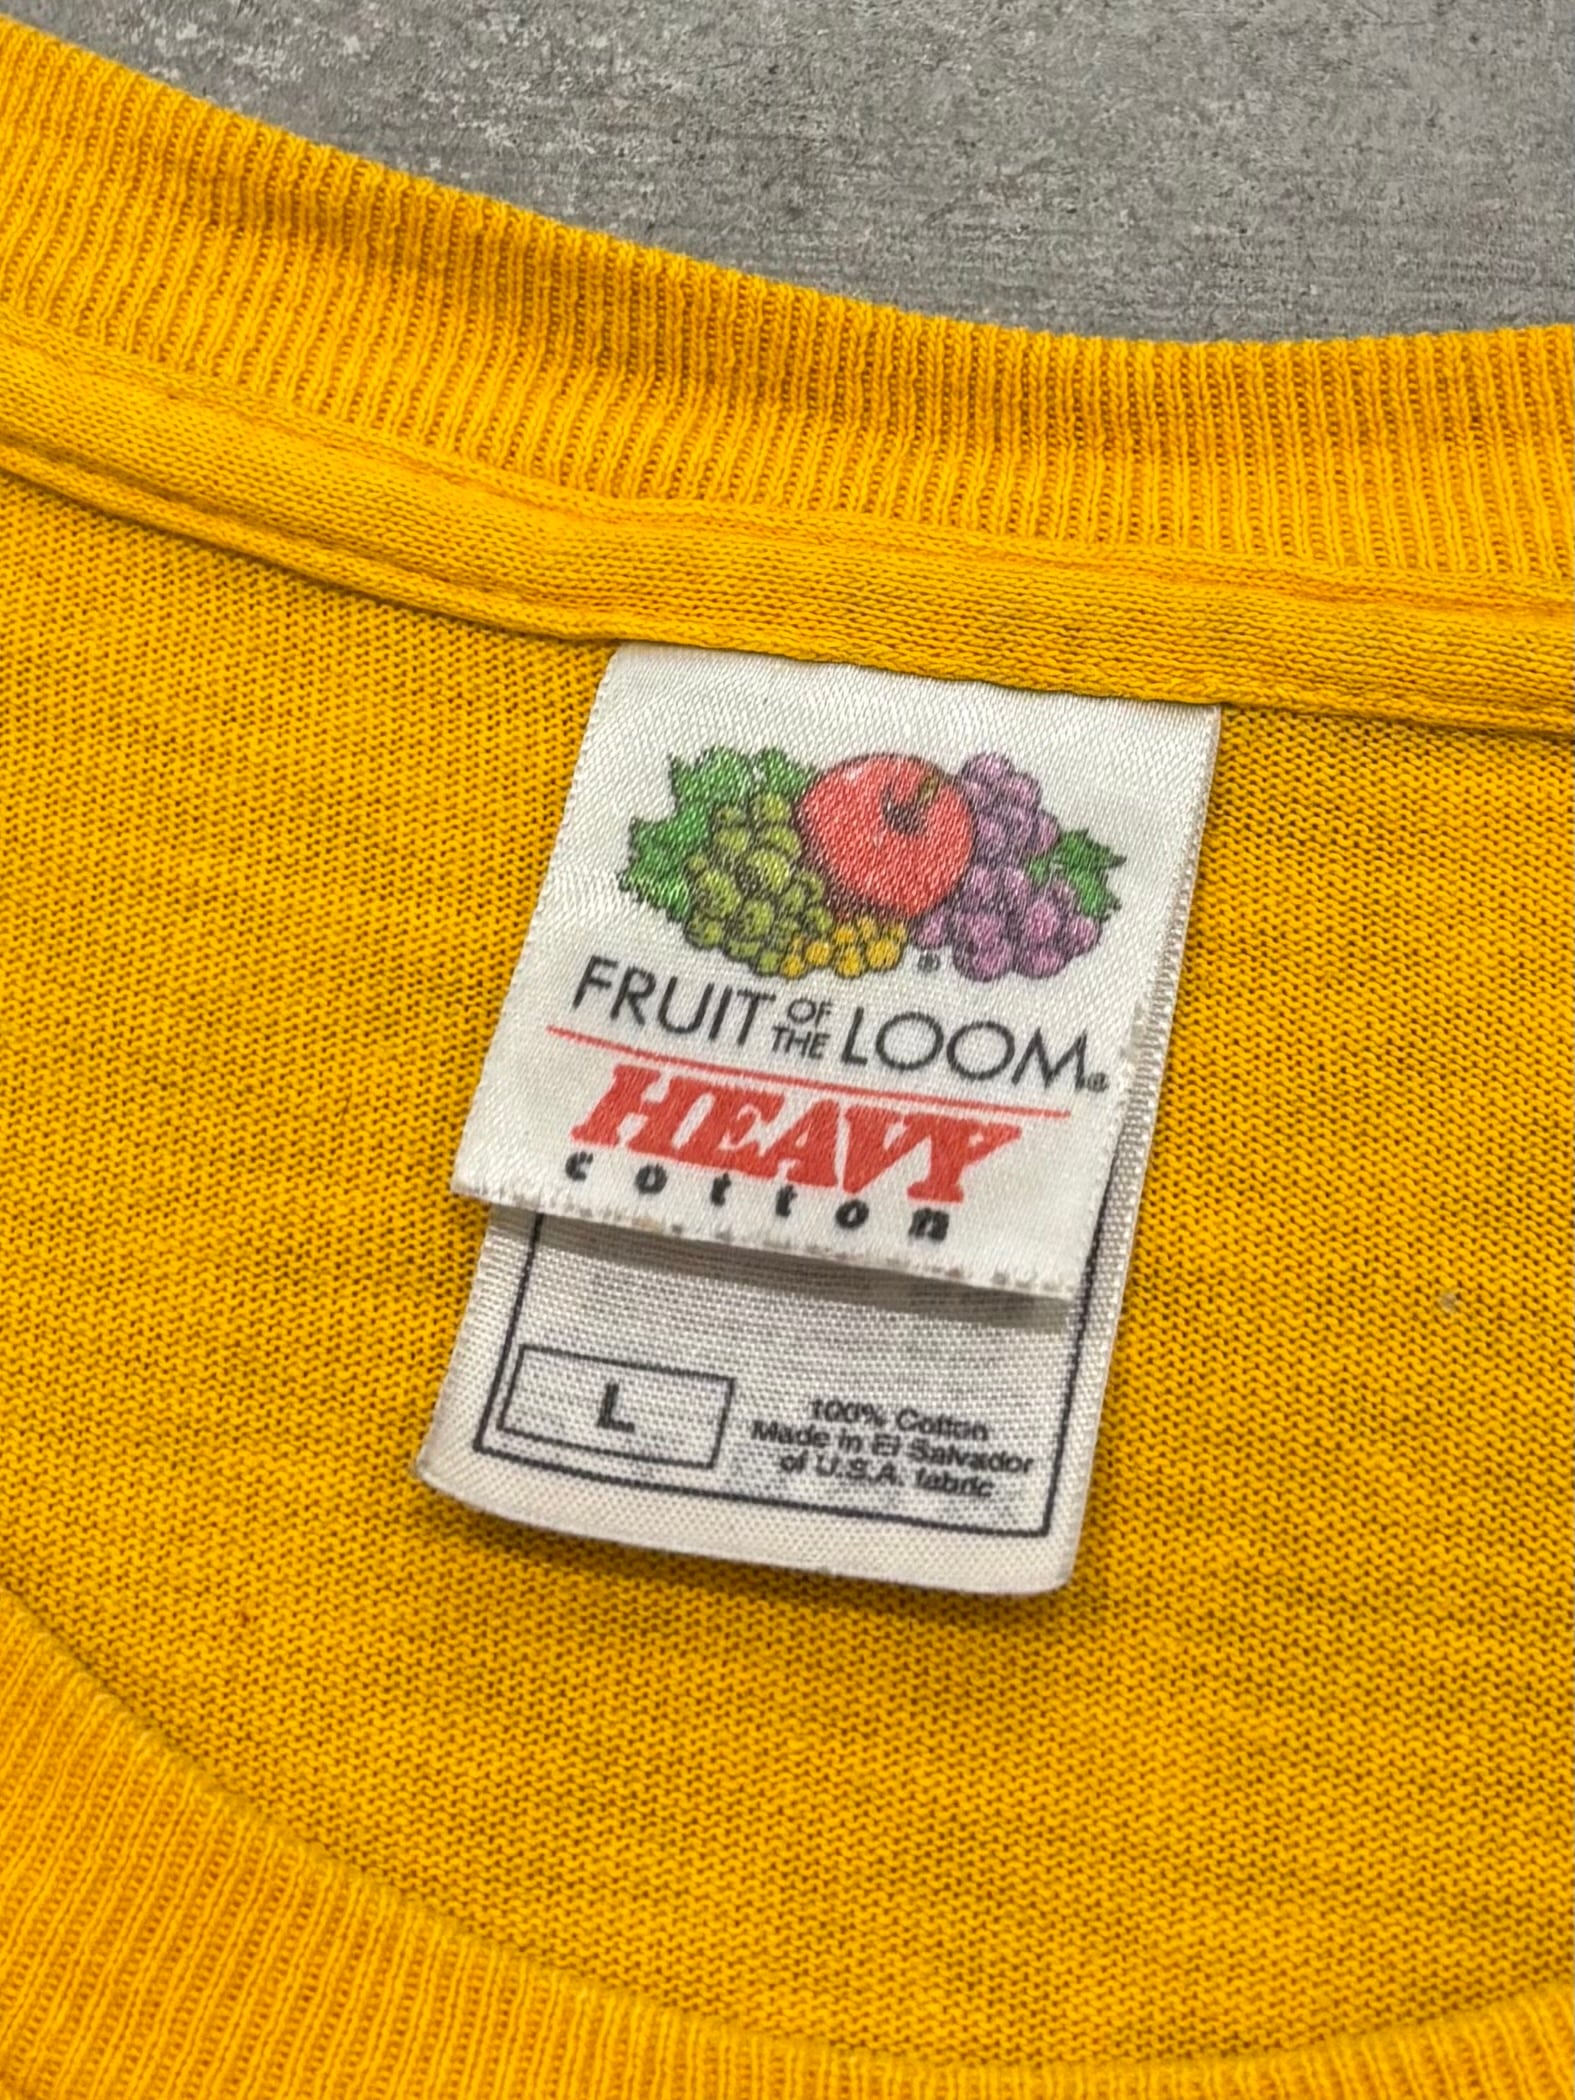 ®
FRUIT OF THE LOOM®
HEAVY
cotton
L
100% Cotton
Made in El Salvador
of U.S.A. fabric